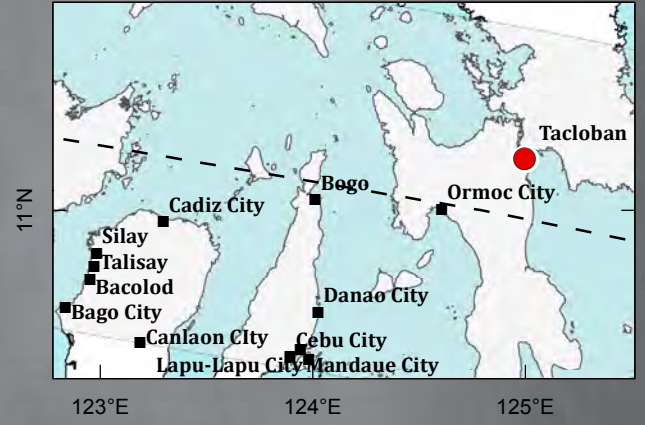 Tacloban
Bogo
Ormoc City
Cadiz City
11°N
Silay
Talisay
Bacolod
Danao City
Bago City
Canlaon CIty
Cebu City
Lapu-Lapu City
Mandaue City
123°E
124°E
125°E